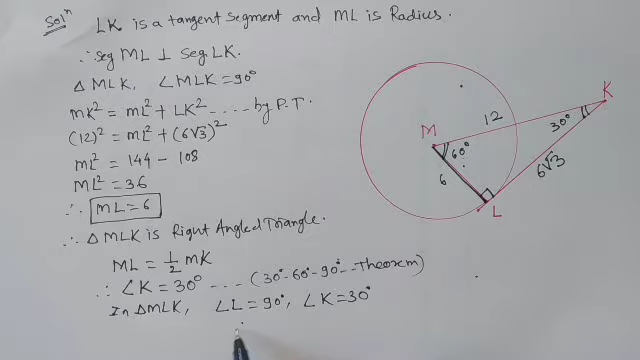 Solⁿ LK is a tangent segment and ML is Radius.
∴ seg ML ⊥ seg LK.
△ MLK, ∠MLK = 90°
MK² = ML² + LK² .... by P.T.
(12)² = ML² + (6√3)²
ML² = 144 - 108
ML² = 36
∴ ML = 6
∴ △ MLK is Right Angled Triangle.
ML = 1/2 MK
∴ ∠K = 30° ... (30°-60°-90°-- Theorem)
In △MLK, ∠L = 90°, ∠K = 30°
K
12
30°
M
60°
6
6√3
L